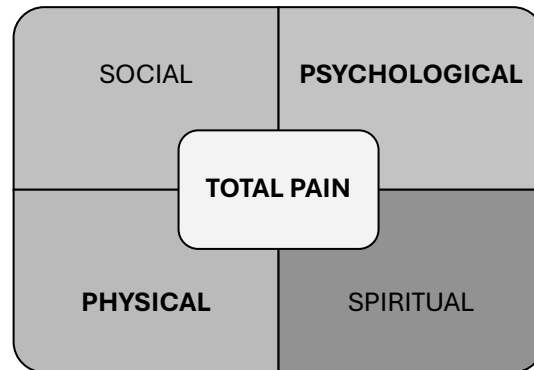 SOCIAL
PSYCHOLOGICAL
TOTAL PAIN
PHYSICAL
SPIRITUAL